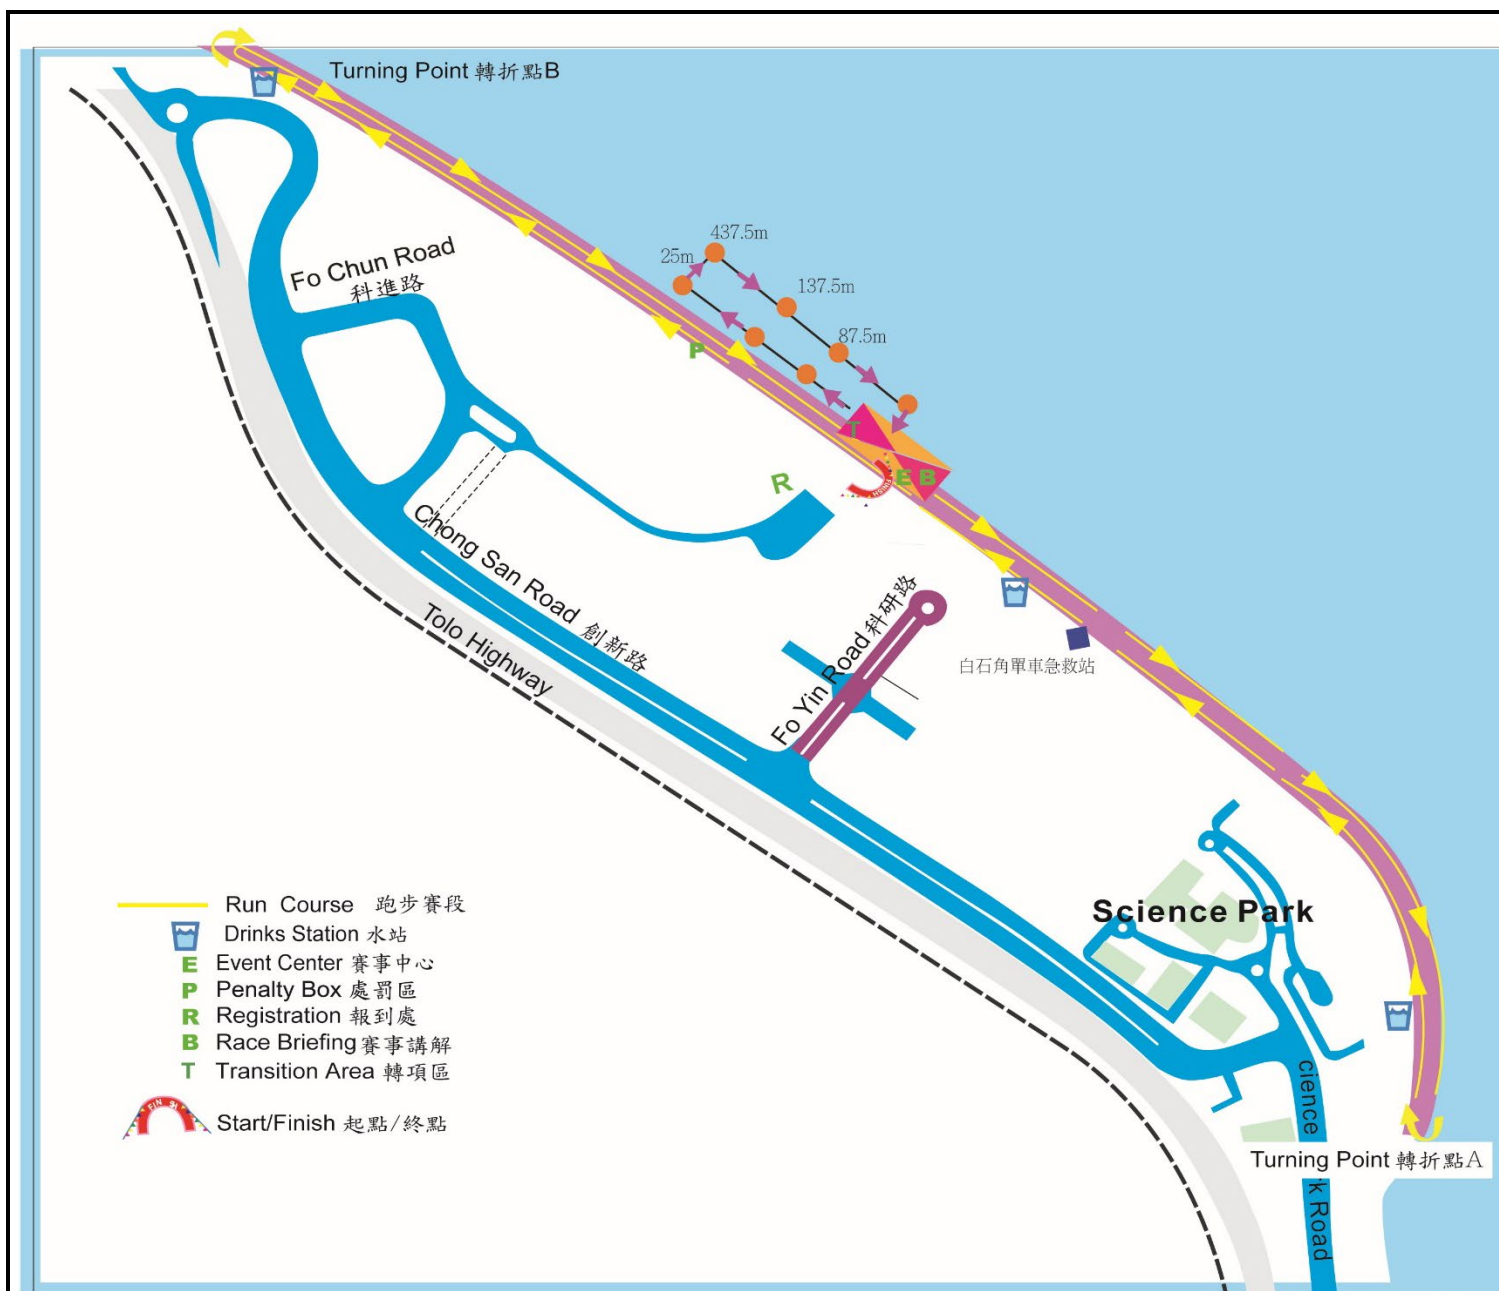 Turning Point 轉折點B
437.5m
25m
137.5m
87.5m
Fo Chun Road
科進路
P
T
E B
FINISH
R
Chong San Road 創新路
Tolo Highway
Fo Yin Road 科研路
白石角單車急救站
Science Park
Run Course 跑步賽段
Drinks Station 水站
E Event Center 賽事中心
P Penalty Box 處罰區
R Registration 報到處
B Race Briefing 賽事講解
T Transition Area 轉項區
Start/Finish 起點/終點
Turning Point 轉折點A
cience
k Road